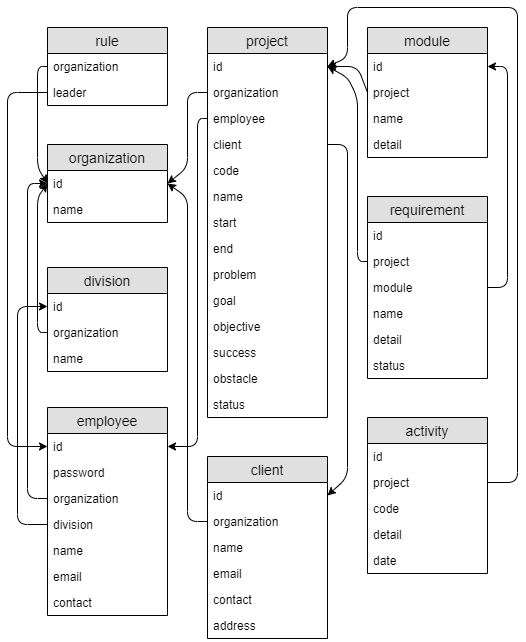 rule
organization
leader
organization
id
name
division
id
organization
name
employee
id
password
organization
division
name
email
contact
project
id
organization
employee
client
code
name
start
end
problem
goal
objective
success
obstacle
status
client
id
organization
name
email
contact
address
module
id
project
name
detail
requirement
id
project
module
name
detail
status
activity
id
project
code
detail
date